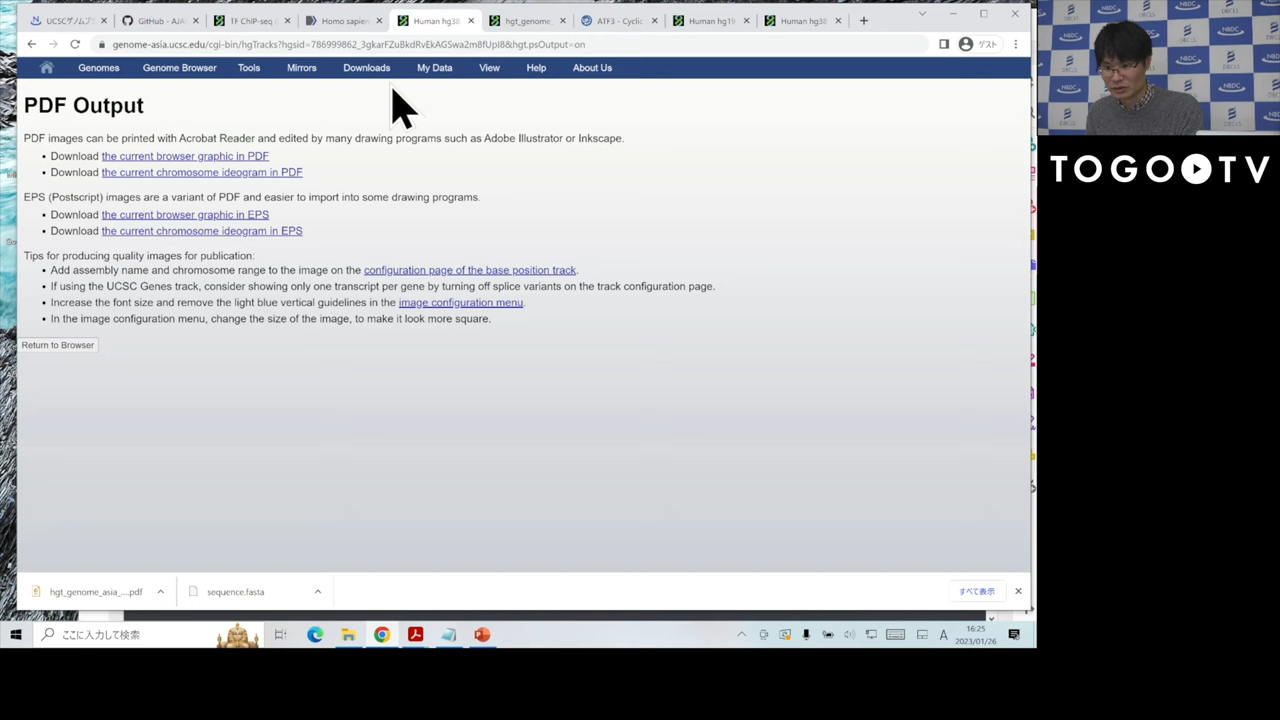 UCSCゲノムブ
GitHub - AJA
TF ChIP-seq
Homo sapien
Human hg38
hgt_genome_
ATF3 - Cyclic
Human hg19
Human hg38
genome-asia.ucsc.edu/cgi-bin/hgTracks?hgsid=786999862_3gkarFZuBkdRvEkAGSwa2m8fUpI8&hgt.psOutput=on
ゲスト
Genomes Genome Browser Tools Mirrors Downloads My Data View Help About Us
PDF Output
PDF images can be printed with Acrobat Reader and edited by many drawing programs such as Adobe Illustrator or Inkscape.
• Download the current browser graphic in PDF
• Download the current chromosome ideogram in PDF
EPS (Postscript) images are a variant of PDF and easier to import into some drawing programs.
• Download the current browser graphic in EPS
• Download the current chromosome ideogram in EPS
Tips for producing quality images for publication:
• Add assembly name and chromosome range to the image on the configuration page of the base position track.
• If using the UCSC Genes track, consider showing only one transcript per gene by turning off splice variants on the track configuration page.
• Increase the font size and remove the light blue vertical guidelines in the image configuration menu.
• In the image configuration menu, change the size of the image, to make it look more square.
Return to Browser
hgt_genome_asia_....pdf
sequence.fasta
すべて表示
ここに入力して検索
A
16:25
2023/01/26
NBDC
DBCLS
TOGO TV